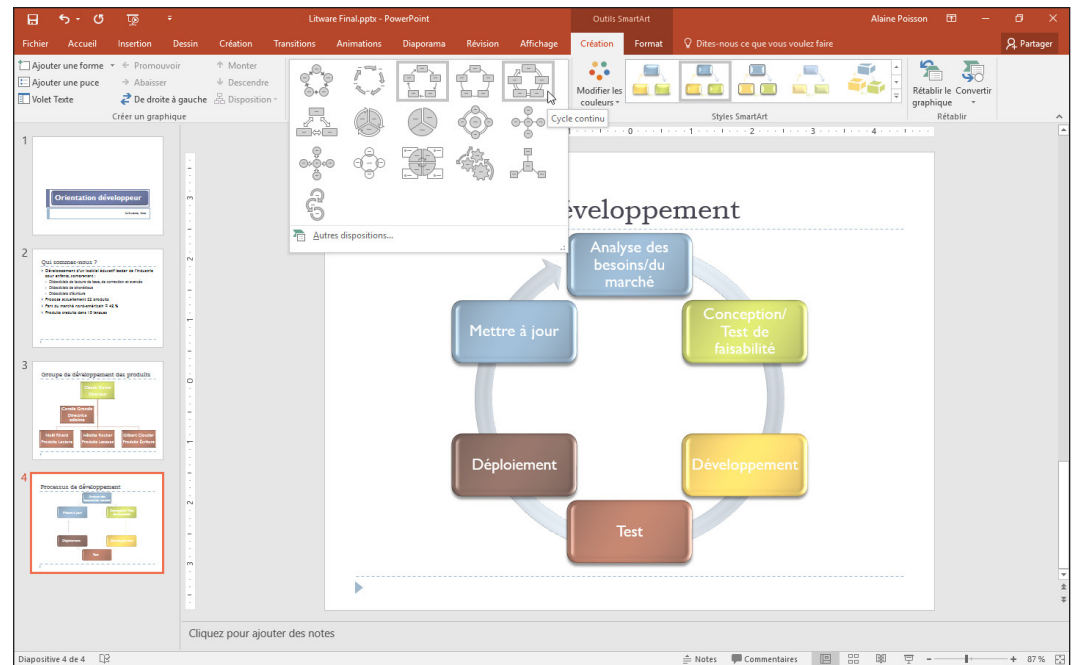 Litware Final.pptx - PowerPoint
Outils SmartArt
Alaine Poisson
Fichier Accueil Insertion Dessin Création Transitions Animations Diaporama Révision Affichage Création Format Dites-nous ce que vous voulez faire Partager
Ajouter une forme Promouvoir Monter
Ajouter une puce Abaisser Descendre
Volet Texte De droite à gauche Disposition
Créer un graphique
Modifier les
couleurs
Styles SmartArt
Rétablir le
graphique
Convertir
Rétablir
Cycle continu
Autres dispositions...
1
Orientation développeur
2
Qui sommes-nous ?
3
Groupe de développement des produits
4
Processus de développement
éveloppement
Analyse des
besoins/du
marché
Conception/
Test de
faisabilité
Développement
Test
Déploiement
Mettre à jour
Cliquez pour ajouter des notes
Diapositive 4 de 4
Notes Commentaires 87 %